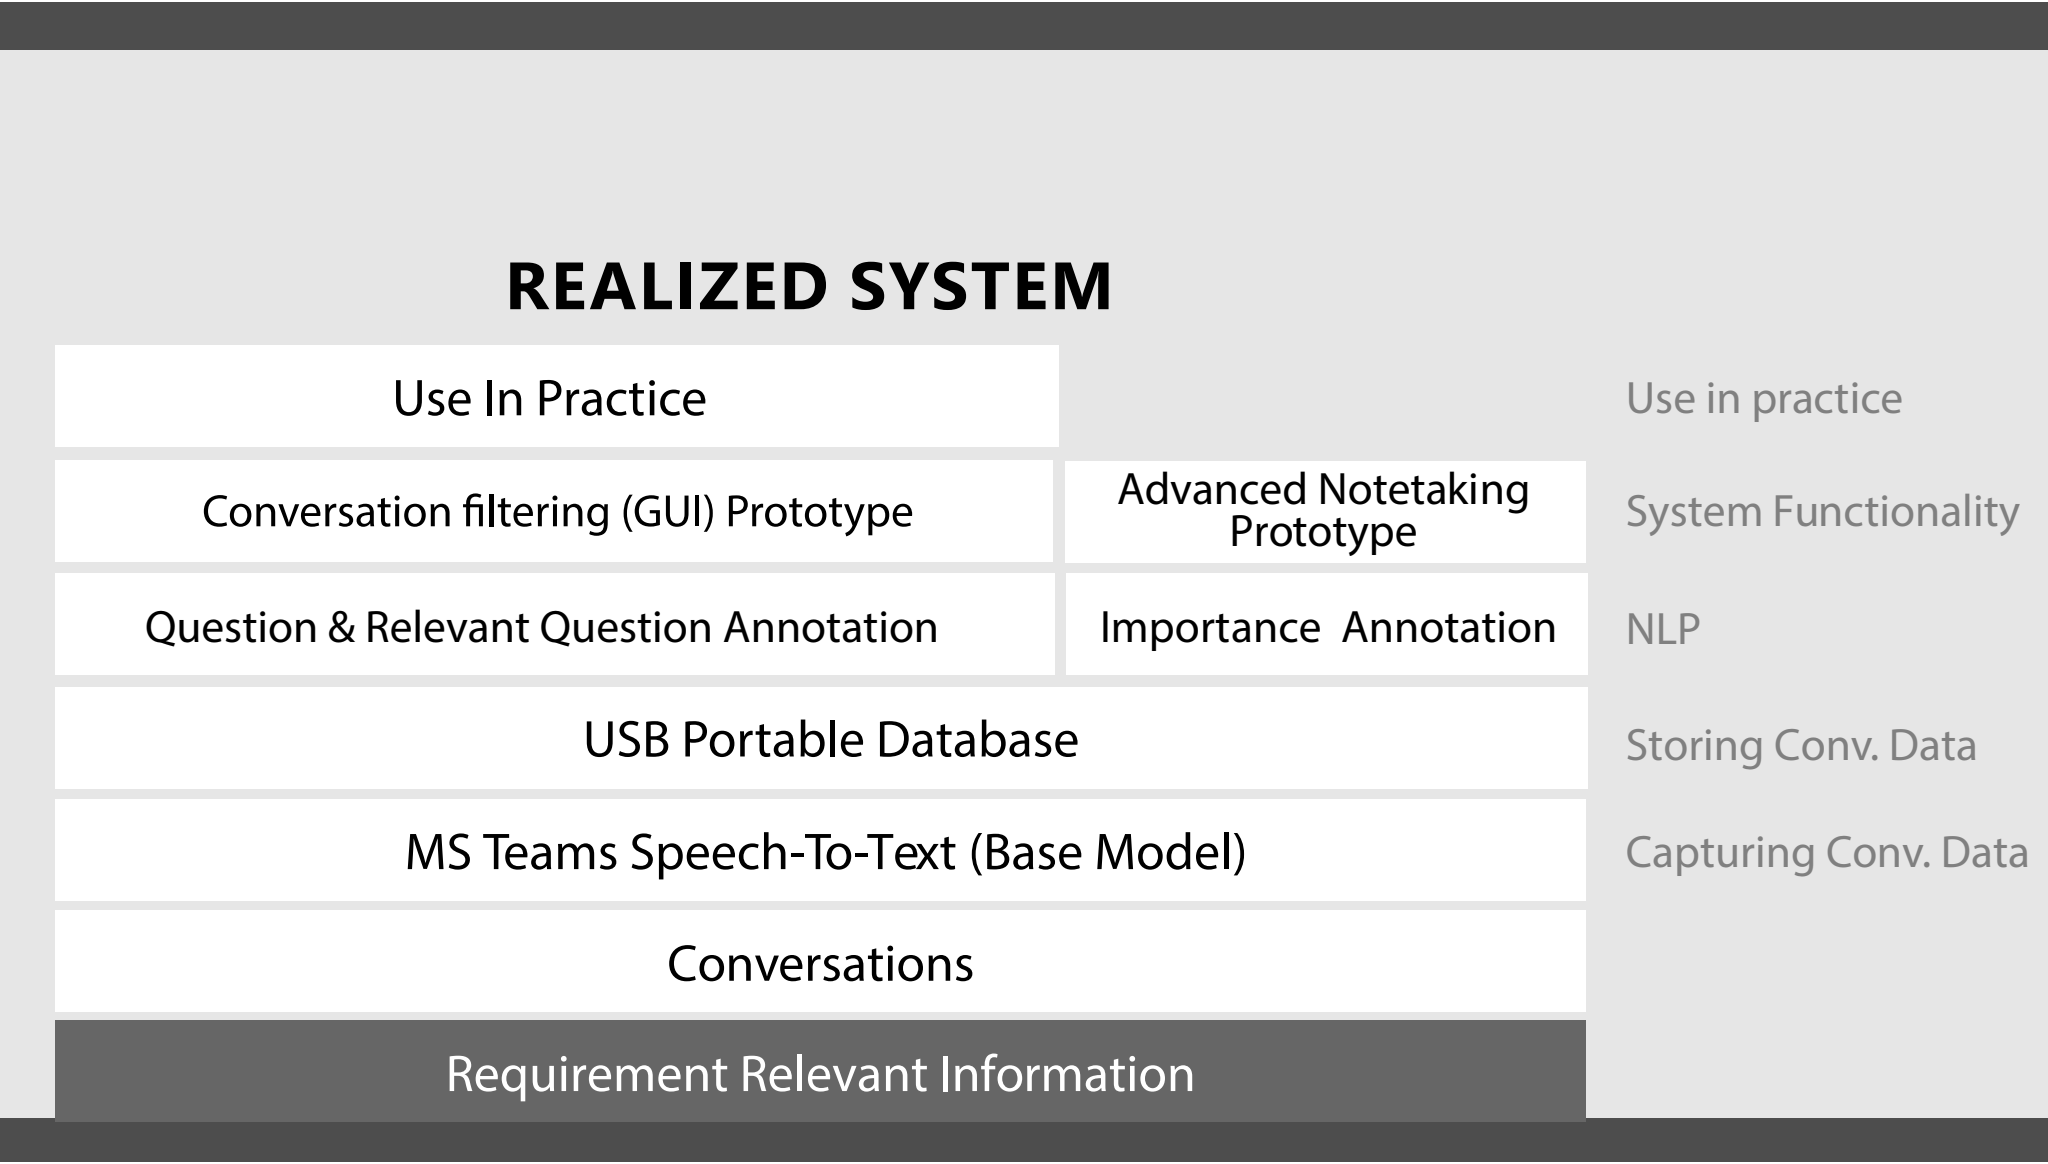 REALIZED SYSTEM
Use In Practice
Use in practice
Conversation filtering (GUI) Prototype
Advanced Notetaking
Prototype
System Functionality
Question & Relevant Question Annotation
Importance  Annotation
NLP
USB Portable Database
Storing Conv. Data
MS Teams Speech-To-Text (Base Model)
Capturing Conv. Data
Conversations
Requirement Relevant Information